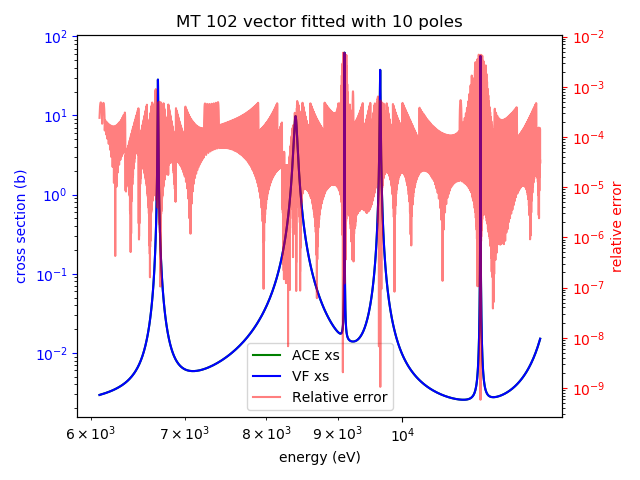 MT 102 vector fitted with 10 poles
cross section (b)
10²
10¹
10⁰
10⁻¹
10⁻²
10⁻²
10⁻³
10⁻⁴
10⁻⁵
10⁻⁶
10⁻⁷
10⁻⁸
10⁻⁹
relative error
ACE xs
VF xs
Relative error
6 × 10³ 7 × 10³ 8 × 10³ 9 × 10³ 10⁴
energy (eV)